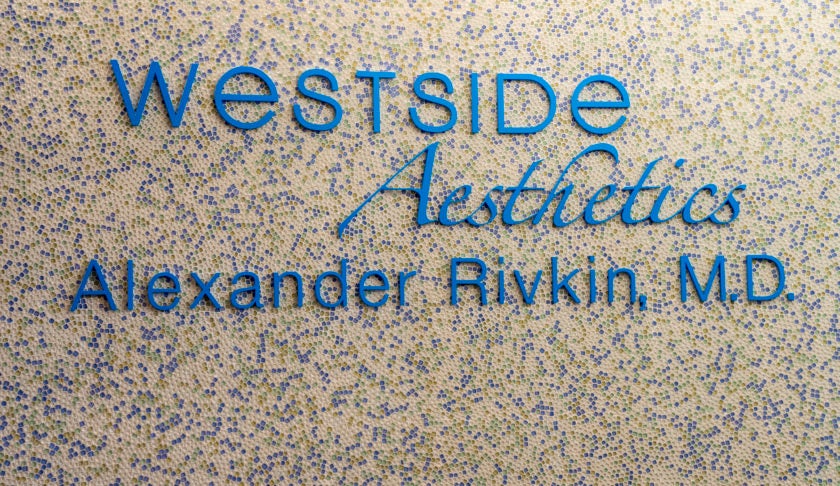 WeSTSIDe
Aesthetics
Alexander Rivkin, M.D.